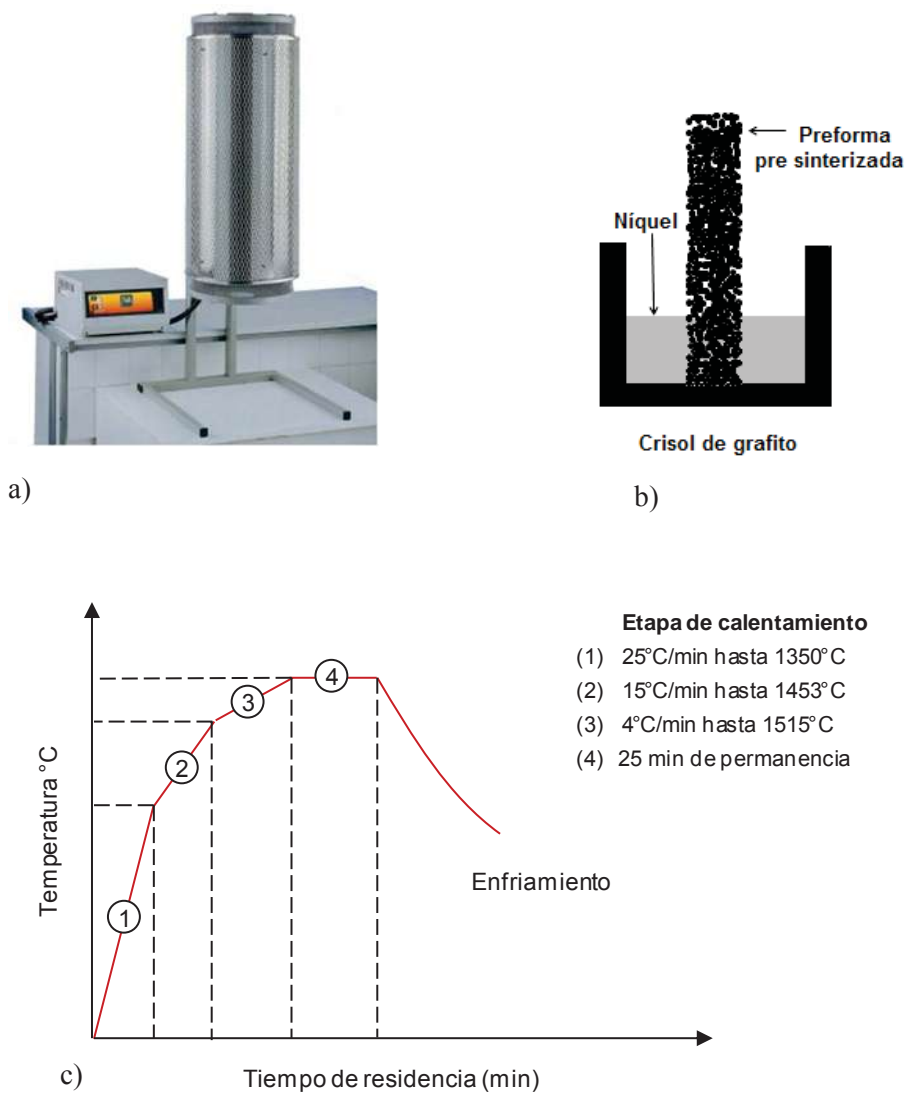 Preforma
pre sinterizada
Níquel
Crisol de grafito
a)
b)
Etapa de calentamiento
(1) 25°C/min hasta 1350°C
(2) 15°C/min hasta 1453°C
(3) 4°C/min hasta 1515°C
(4) 25 min de permanencia
Temperatura °C
1
2
3
4
Enfriamiento
c)
Tiempo de residencia (min)